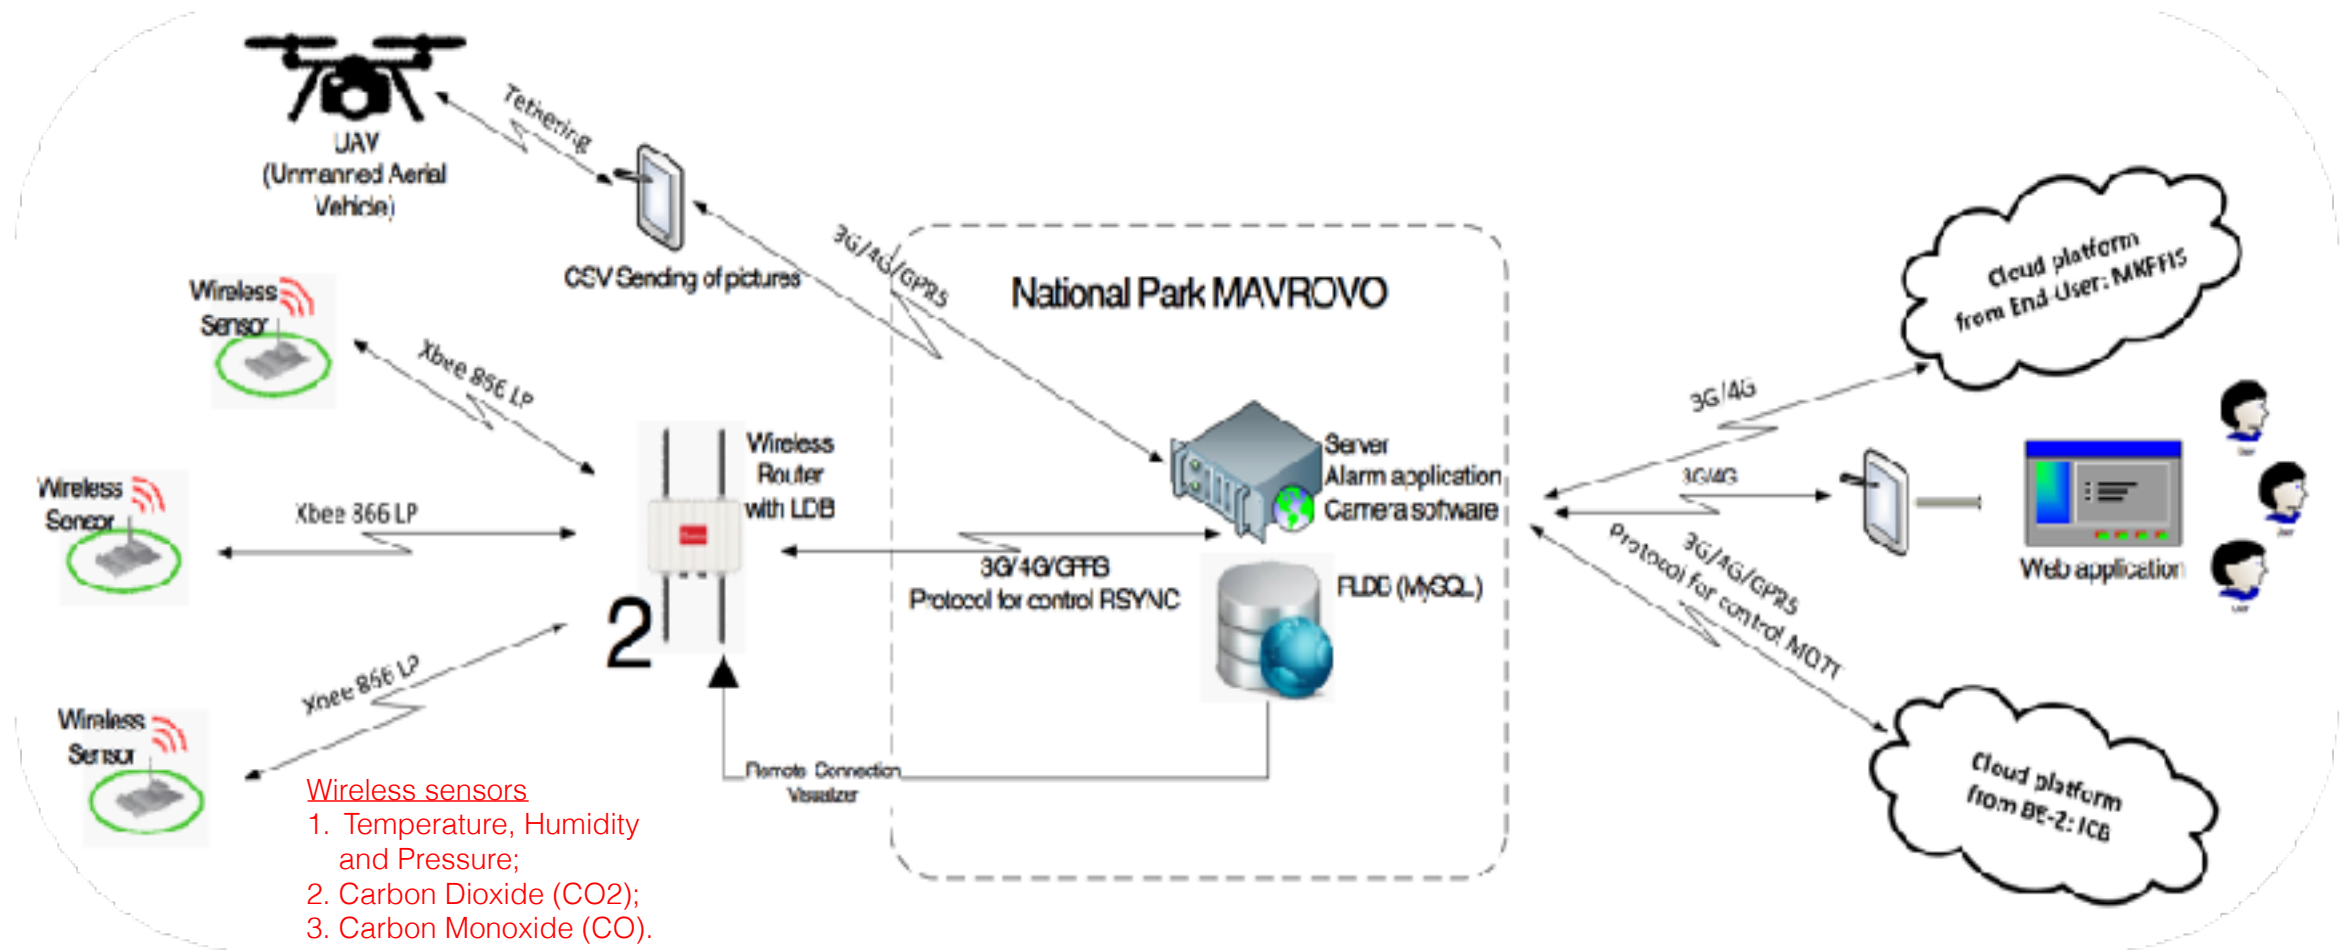 UAV
(Unmanned Aerial
Vehicle)
Tethering
CSV Sending of pictures
3G/4G/GPRS
Wireless
Sensor
Xbee 866 LP
Wireless
Sensor
Xbee 866 LP
Wireless
Sensor
Xbee 866 LP
Wireless sensors
1. Temperature, Humidity
and Pressure;
2. Carbon Dioxide (CO2);
3. Carbon Monoxide (CO).
Wireless
Router
with LDB
2
3G/4G/GPRS
Protocol for control RSYNC
Remote Connection
Visualizer
National Park MAVROVO
Server
Alarm application
Camera software
(MySQL)
3G/4G
3G/4G
3G/4G/GPRS
Protocol for control
Cloud platform
from End-User: MKFFIS
Web application
User
User
User
Cloud platform
from BE-2: ICB